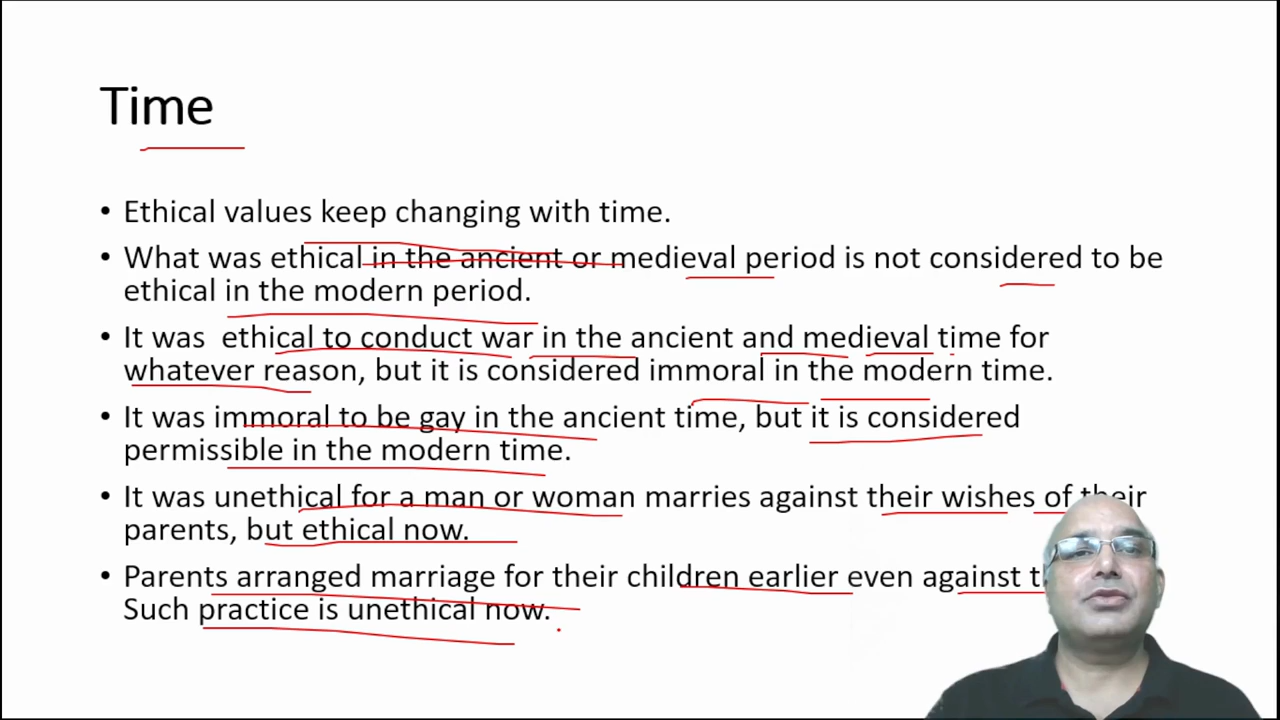 Time
• Ethical values keep changing with time.
• What was ethical in the ancient or medieval period is not considered to be
ethical in the modern period.
• It was ethical to conduct war in the ancient and medieval time for
whatever reason, but it is considered immoral in the modern time.
• It was immoral to be gay in the ancient time, but it is considered
permissible in the modern time.
• It was unethical for a man or woman marries against their wishes of their
parents, but ethical now.
• Parents arranged marriage for their children earlier even against
Such practice is unethical now.